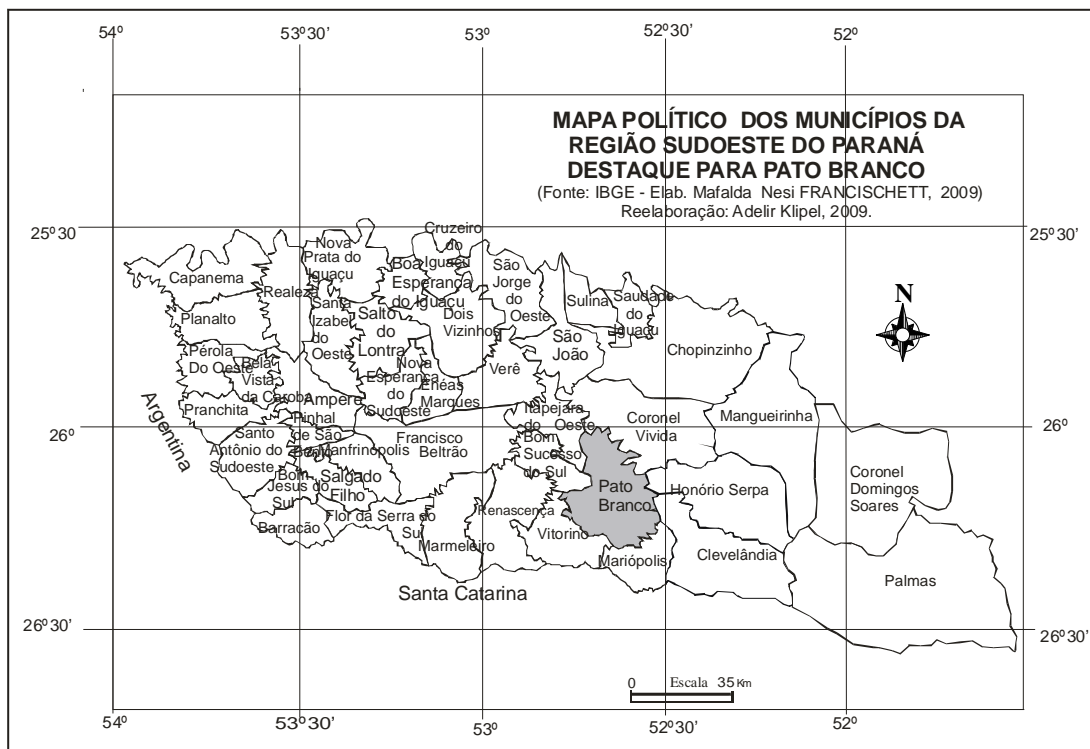 54º
53º30'
53º
52º30'
52º
MAPA POLÍTICO DOS MUNICÍPIOS DA
REGIÃO SUDOESTE DO PARANÁ
DESTAQUE PARA PATO BRANCO
(Fonte: IBGE - Elab. Mafalda Nesi FRANCISCHETT, 2009)
Reelaboração: Adelir Klipel, 2009.
25º30'
25º30'
N
Capanema
Planalto
Pérola
Do Oeste
Bela
Vista
da Caroba
Pranchita
Argentina
Santo
Antônio do
Sudoeste
Realeza
Nova
Prata do
Iguaçu
Santa
Izabel
do
Oeste
Ampere
Pinhal
de São
Bento
Manfrinopolis
Bom
Jesus do
Sul
Salgado
Filho
Barracão
Flor da Serra do
Sul
Salto
do
Lontra
Boa
Esperança
do Iguaçu
Cruzeiro
do
Iguaçu
Dois
Vizinhos
Nova
Esperança
do
Sudoeste
Enéas
Marques
Francisco
Beltrão
Marmeleiro
Renascença
São
Jorge
do
Oeste
Verê
São
João
Sulina
Saudade
do
Iguaçu
Chopinzinho
Itapejara
do Oeste
Bom
Sucesso
do Sul
Coronel
Vivida
Mangueirinha
Pato
Branco
Vitorino
Mariópolis
Honório Serpa
Clevelândia
Coronel
Domingos
Soares
Palmas
Santa Catarina
26º
26º
26º30'
26º30'
0 Escala 35 Km
54º
53º30'
53º
52º30'
52º